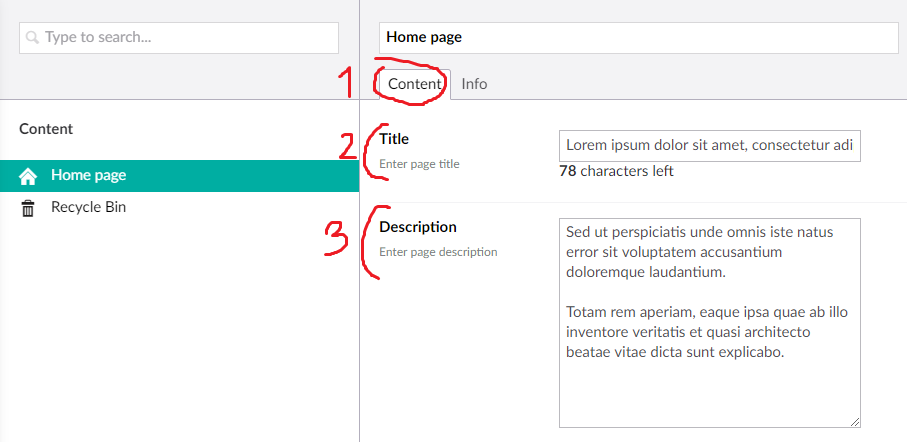 Type to search...
Home page
1
Content
Info
Content
Home page
Recycle Bin
2
Title
Enter page title
Lorem ipsum dolor sit amet, consectetur adi
78 characters left
3
Description
Enter page description
Sed ut perspiciatis unde omnis iste natus
error sit voluptatem accusantium
doloremque laudantium.
Totam rem aperiam, eaque ipsa quae ab illo
inventore veritatis et quasi architecto
beatae vitae dicta sunt explicabo.